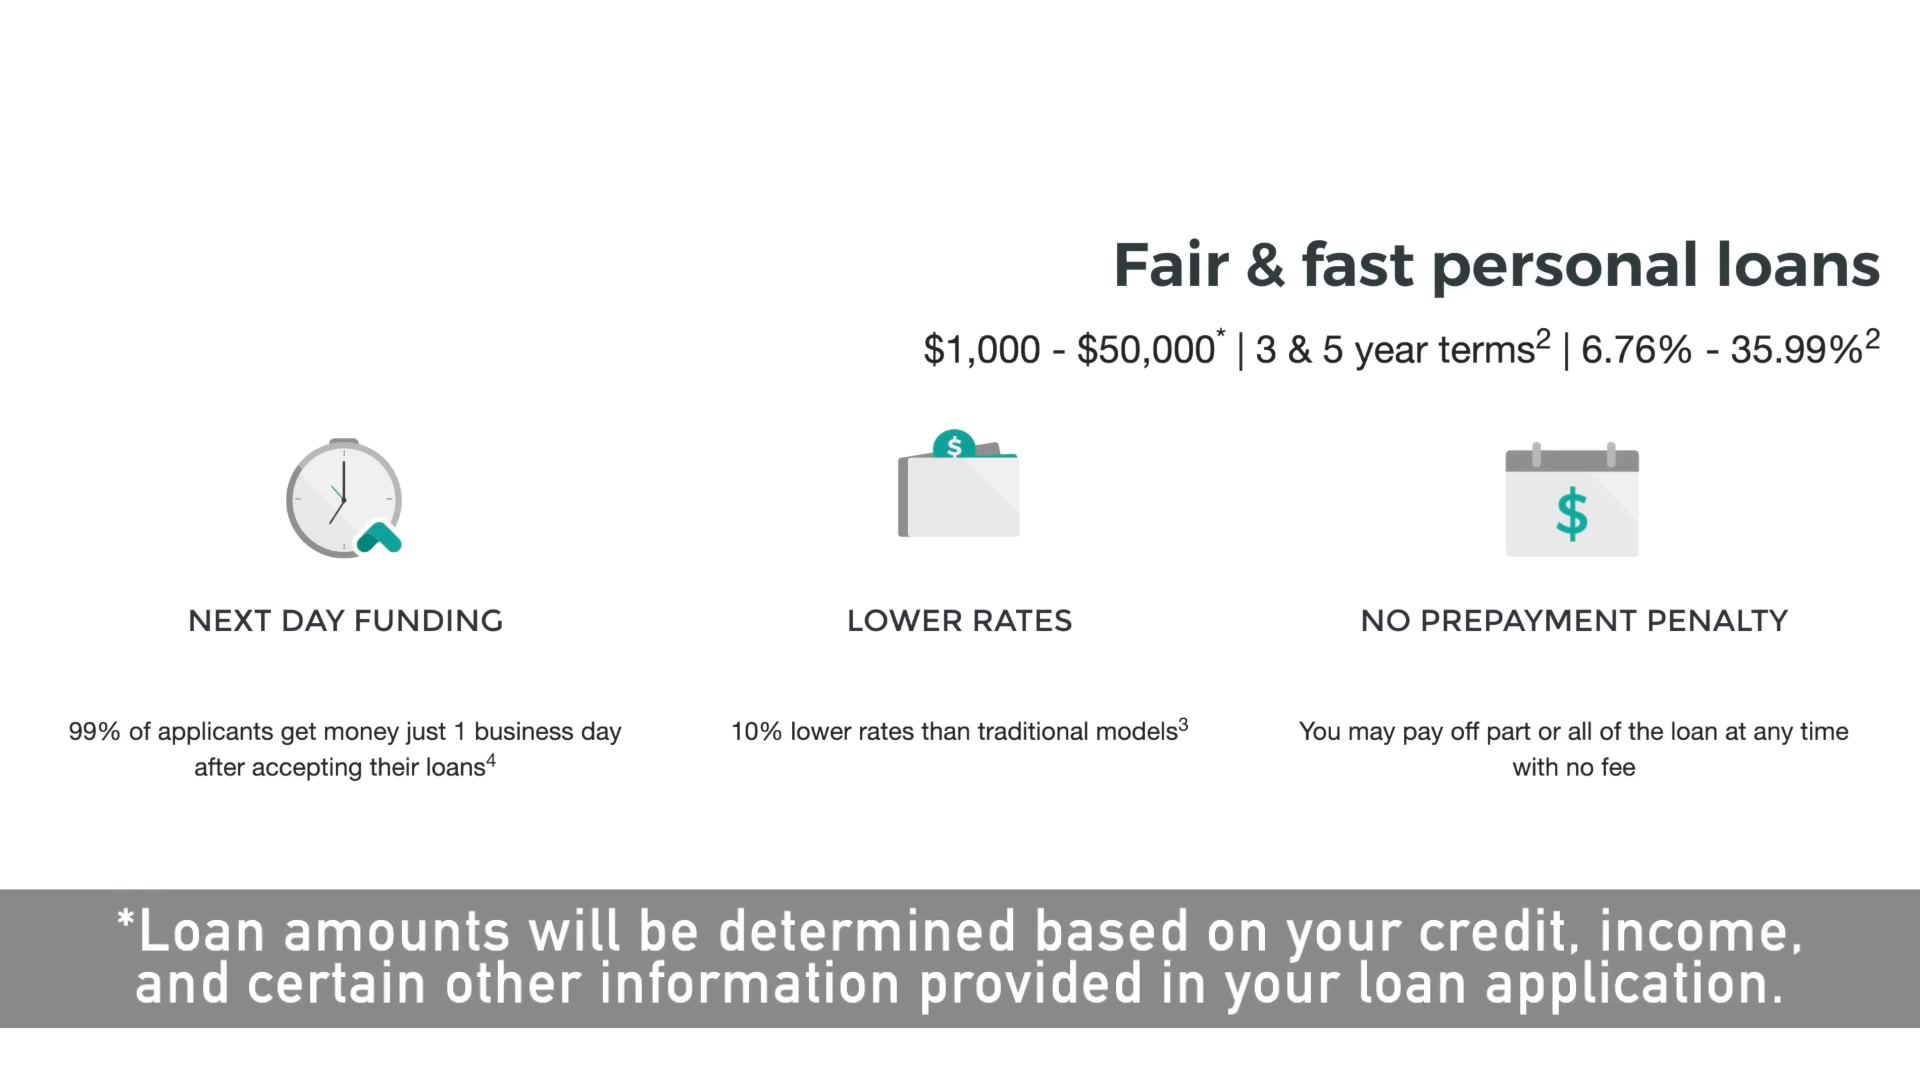 Fair & fast personal loans
$1,000 - $50,000* | 3 & 5 year terms² | 6.76% - 35.99%²
$
$
NEXT DAY FUNDING
LOWER RATES
NO PREPAYMENT PENALTY
99% of applicants get money just 1 business day
after accepting their loans⁴
10% lower rates than traditional models³
You may pay off part or all of the loan at any time
with no fee
*Loan amounts will be determined based on your credit, income,
and certain other information provided in your loan application.